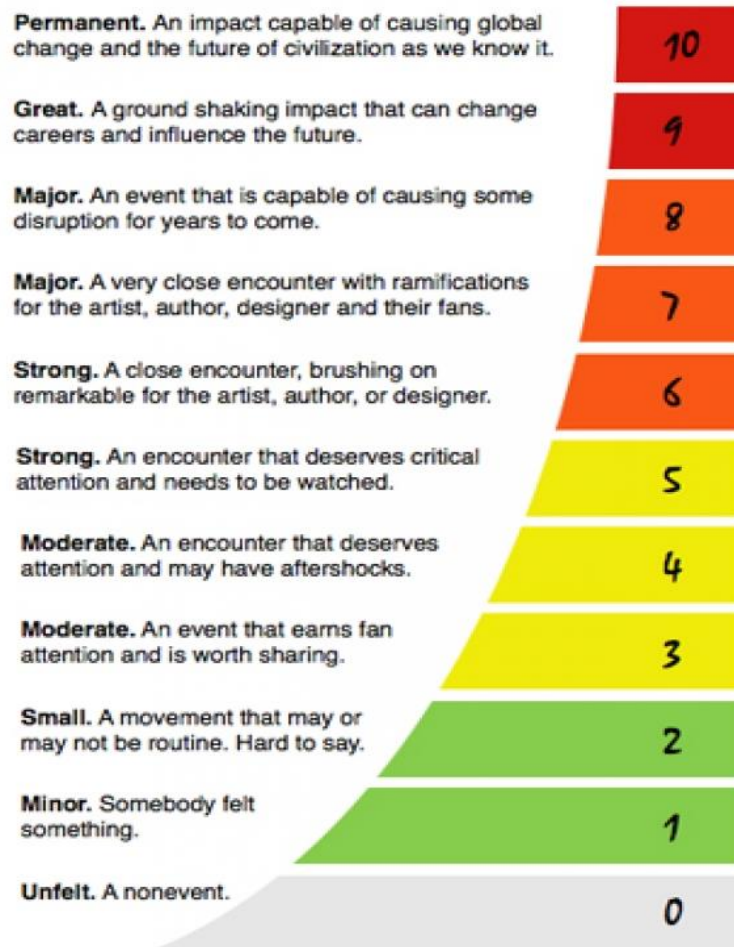 Permanent. An impact capable of causing global
change and the future of civilization as we know it.
10
Great. A ground shaking impact that can change
careers and influence the future.
9
Major. An event that is capable of causing some
disruption for years to come.
8
Major. A very close encounter with ramifications
for the artist, author, designer and their fans.
7
Strong. A close encounter, brushing on
remarkable for the artist, author, or designer.
6
Strong. An encounter that deserves critical
attention and needs to be watched.
5
Moderate. An encounter that deserves
attention and may have aftershocks.
4
Moderate. An event that earns fan
attention and is worth sharing.
3
Small. A movement that may or
may not be routine. Hard to say.
2
Minor. Somebody felt
something.
1
Unfelt. A nonevent.
0